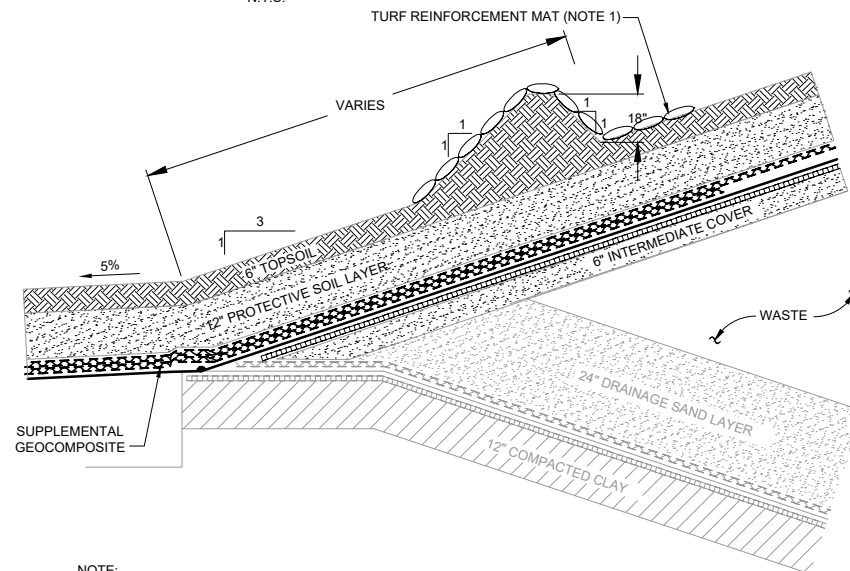 N.T.S.
TURF REINFORCEMENT MAT (NOTE 1)
VARIES
1
1
1
1
18"
3
1
5%
6" TOPSOIL
12" PROTECTIVE SOIL LAYER
6" INTERMEDIATE COVER
WASTE
24" DRAINAGE SAND LAYER
12" COMPACTED CLAY
SUPPLEMENTAL
GEOCOMPOSITE
NOTE: